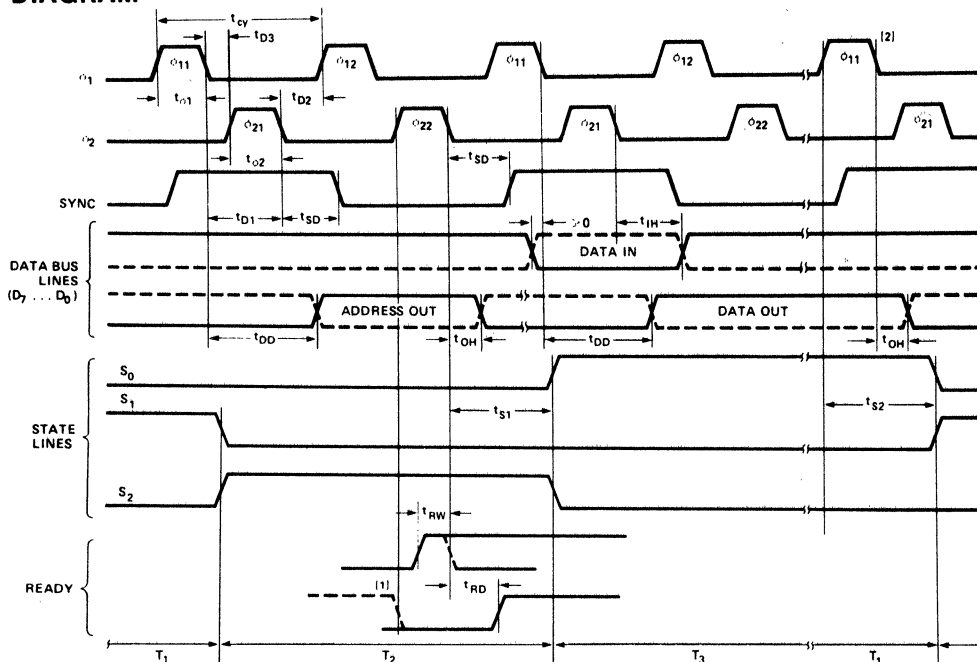 DIAGRAM
tCY
tD3
ϕ11 ϕ12 ϕ11 ϕ12 ϕ11 (2)
ϕ1
tϕ1 tD2
ϕ21 ϕ22 ϕ21 ϕ22 ϕ21
ϕ2
tϕ2 tSD
SYNC
tD1 tSD >0 tIH
DATA IN
DATA BUS
LINES
(D7 ... D0)
ADDRESS OUT DATA OUT
tDD tOH tDD tOH
S0
S1
tS1 tS2
STATE
LINES
S2
tRW
READY
(1) tRD
T1 T2 T3 T1